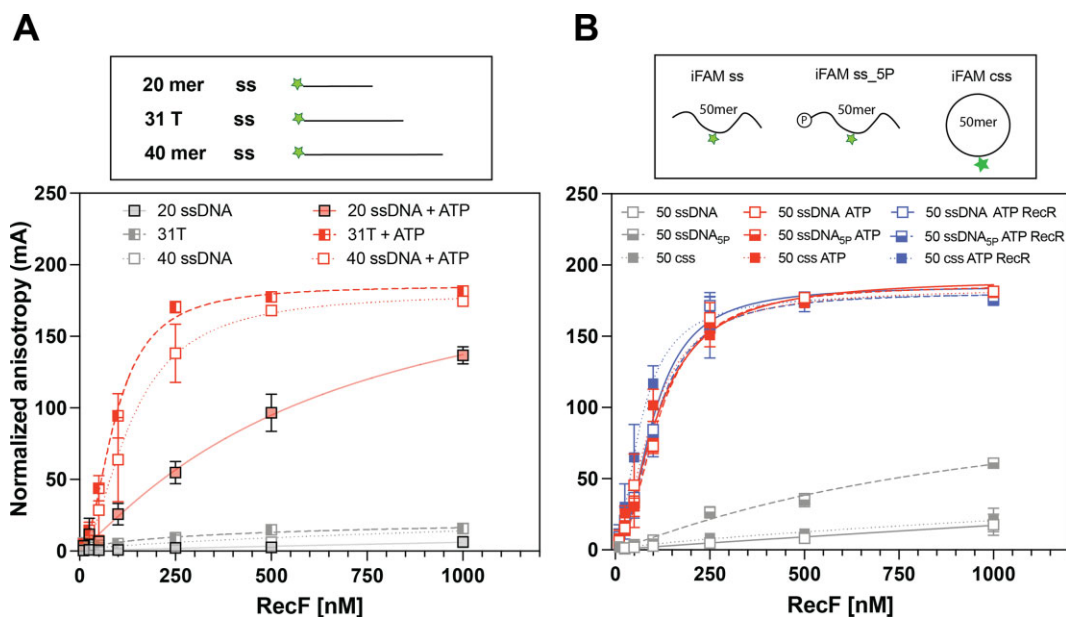 A
20 mer ss
31 T ss
40 mer ss
250
200
150
100
50
0
Normalized anisotropy (mA)
20 ssDNA
31T
40 ssDNA
20 ssDNA + ATP
31T + ATP
40 ssDNA + ATP
0 250 500 750 1000
RecF [nM]
B
iFAM ss iFAM ss_5P iFAM css
50mer P 50mer 50mer
250
200
150
100
50
0
50 ssDNA 50 ssDNA ATP 50 ssDNA ATP RecR
50 ssDNA5P 50 ssDNA5P ATP 50 ssDNA5P ATP RecR
50 css 50 css ATP 50 css ATP RecR
0 250 500 750 1000
RecF [nM]